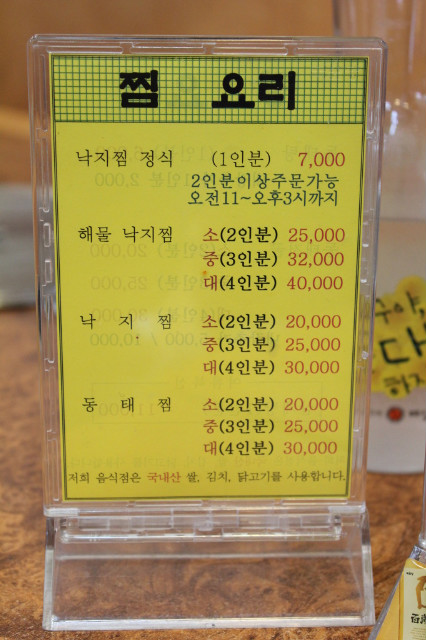 찜 요리
낙지찜 정식 (1인분) 7,000
2인분이상주문가능
오전11~오후3시까지
해물 낙지찜 소(2인분) 25,000
중(3인분) 32,000
대(4인분) 40,000
낙 지 찜 소(2인분) 20,000
중(3인분) 25,000
대(4인분) 30,000
동 태 찜 소(2인분) 20,000
중(3인분) 25,000
대(4인분) 30,000
저희 음식점은 국내산 쌀, 김치, 닭고기를 사용합니다.